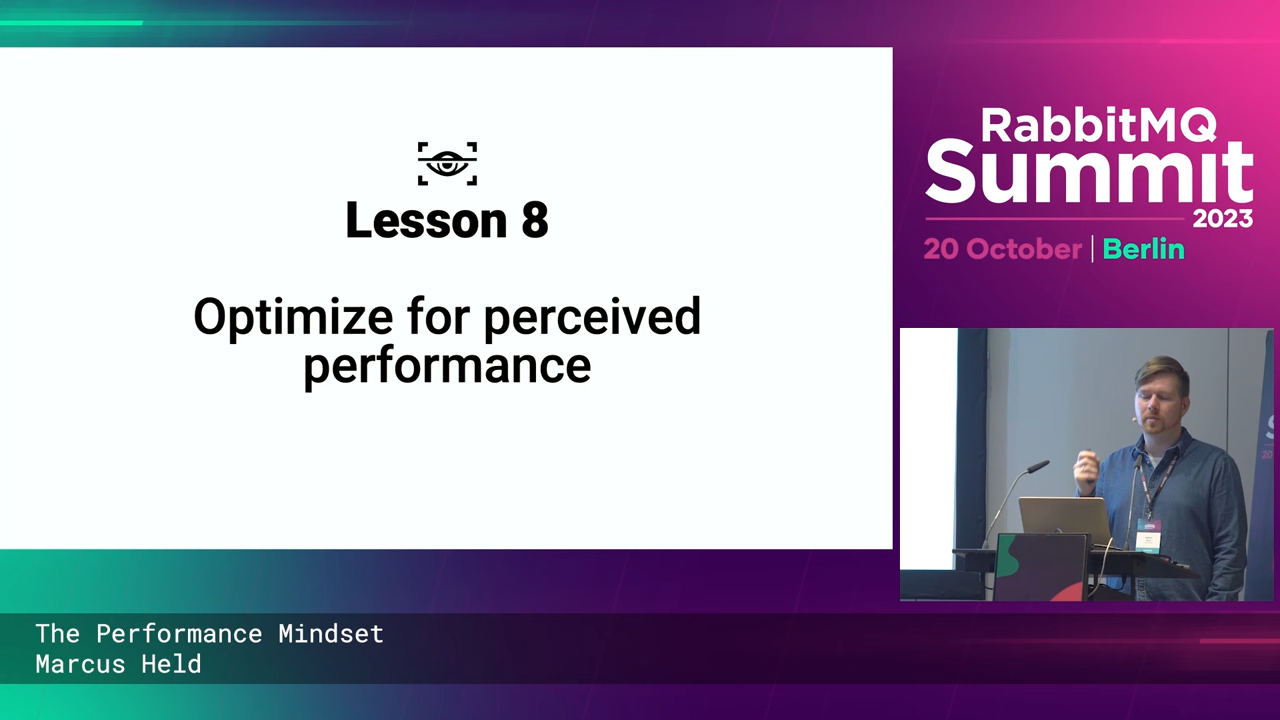 Lesson 8
Optimize for perceived
performance
RabbitMQ
Summit
2023
20 October | Berlin
The Performance Mindset
Marcus Held